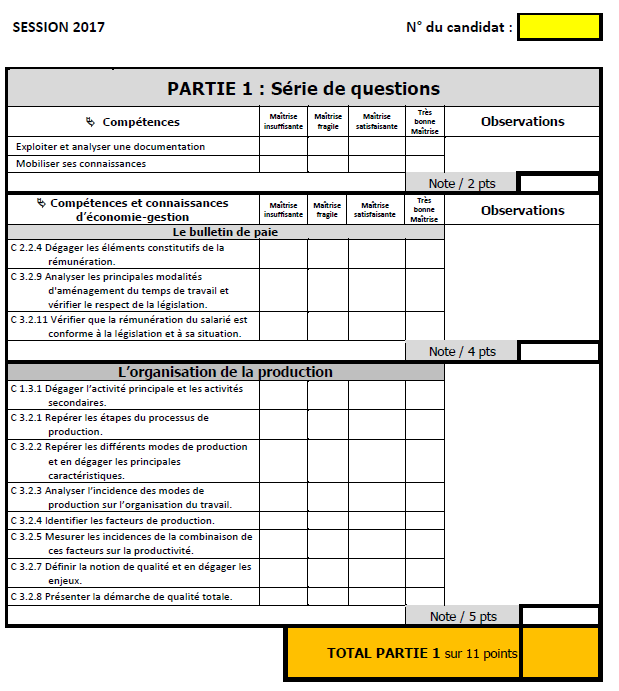 SESSION 2017
N° du candidat :
PARTIE 1 : Série de questions
Compétences
Maîtrise insuffisante
Maîtrise fragile
Maîtrise satisfaisante
Très bonne Maîtrise
Observations
Exploiter et analyser une documentation
Mobiliser ses connaissances
Note / 2 pts
Compétences et connaissances
d’économie-gestion
Maîtrise insuffisante
Maîtrise fragile
Maîtrise satisfaisante
Très bonne Maîtrise
Observations
Le bulletin de paie
C 2.2.4 Dégager les éléments constitutifs de la
rémunération.
C 3.2.9 Analyser les principales modalités
d'aménagement du temps de travail et
vérifier le respect de la législation.
C 3.2.11 Vérifier que la rémunération du salarié est
conforme à la législation et à sa situation.
Note / 4 pts
L’organisation de la production
C 1.3.1 Dégager l’activité principale et les activités
secondaires.
C 3.2.1 Repérer les étapes du processus de
production.
C 3.2.2 Repérer les différents modes de production
et en dégager les principales
caractéristiques.
C 3.2.3 Analyser l’incidence des modes de
production sur l’organisation du travail.
C 3.2.4 Identifier les facteurs de production.
C 3.2.5 Mesurer les incidences de la combinaison de
ces facteurs sur la productivité.
C 3.2.7 Définir la notion de qualité et en dégager les
enjeux.
C 3.2.8 Présenter la démarche de qualité totale.
Note / 5 pts
TOTAL PARTIE 1 sur 11 points